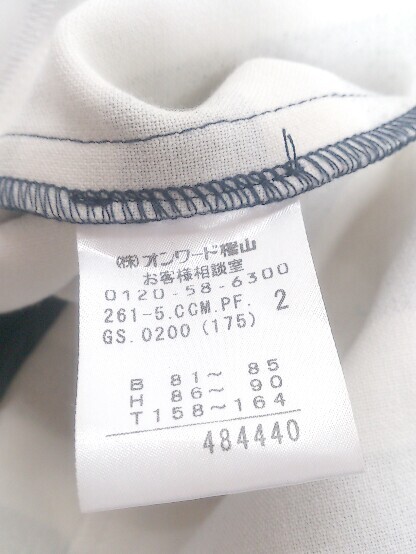 (株)オンワード樫山
お客様相談室
0120-58-6300
261-5.CCM.PF. 2
GS.0200 (175)
B 81～ 85
H 86～ 90
T 158～164
484440